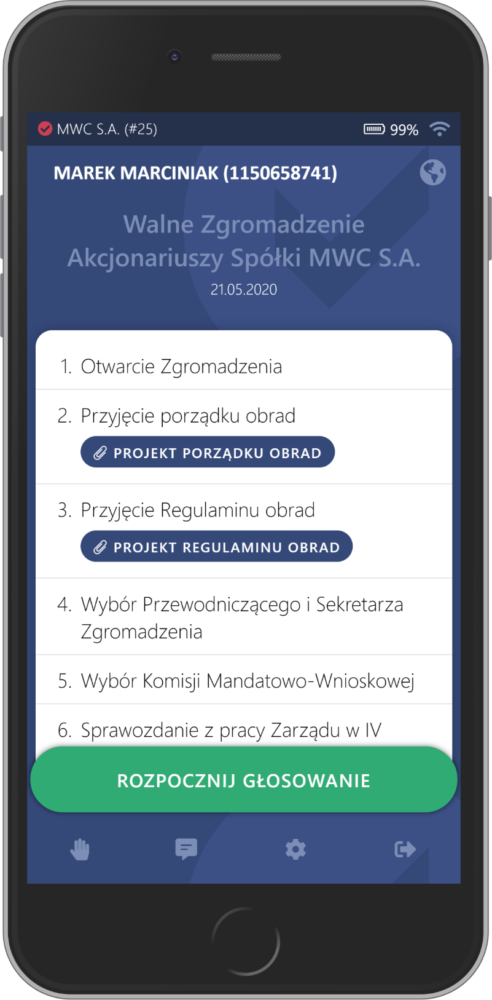 MWC S.A. (#25) 99%
MAREK MARCINIAK (1150658741)
Walne Zgromadzenie
Akcjonariuszy Spółki MWC S.A.
21.05.2020
1. Otwarcie Zgromadzenia
2. Przyjęcie porządku obrad
PROJEKT PORZĄDKU OBRAD
3. Przyjęcie Regulaminu obrad
PROJEKT REGULAMINU OBRAD
4. Wybór Przewodniczącego i Sekretarza
Zgromadzenia
5. Wybór Komisji Mandatowo-Wnioskowej
6. Sprawozdanie z pracy Zarządu w IV
ROZPOCZNIJ GŁOSOWANIE